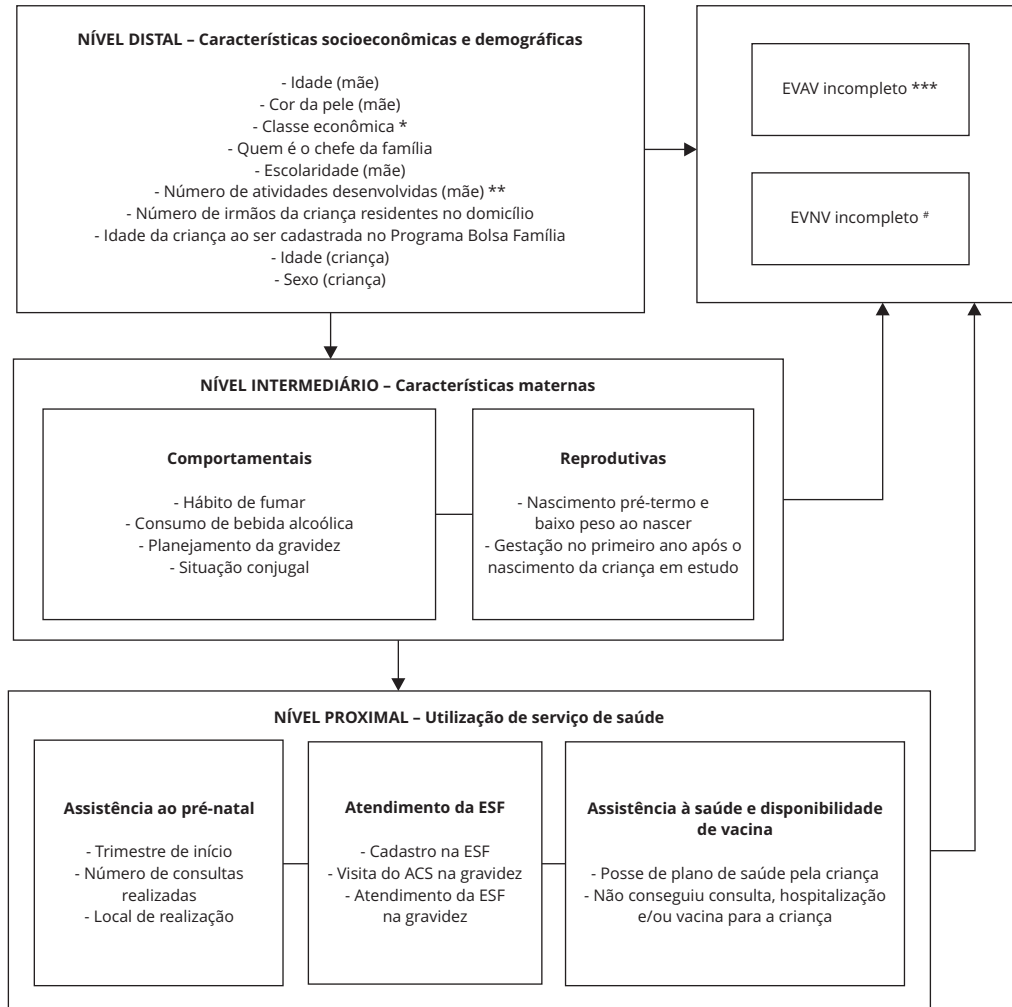 NÍVEL DISTAL – Características socioeconômicas e demográficas
- Idade (mãe)
- Cor da pele (mãe)
- Classe econômica *
- Quem é o chefe da família
- Escolaridade (mãe)
- Número de atividades desenvolvidas (mãe) **
- Número de irmãos da criança residentes no domicílio
- Idade da criança ao ser cadastrada no Programa Bolsa Família
- Idade (criança)
- Sexo (criança)
EVAV incompleto ***
EVNV incompleto #
NÍVEL INTERMEDIÁRIO – Características maternas
Comportamentais
- Hábito de fumar
- Consumo de bebida alcoólica
- Planejamento da gravidez
- Situação conjugal
Reprodutivas
- Nascimento pré-termo e
baixo peso ao nascer
- Gestação no primeiro ano após o
nascimento da criança em estudo
NÍVEL PROXIMAL – Utilização de serviço de saúde
Assistência ao pré-natal
- Trimestre de início
- Número de consultas
realizadas
- Local de realização
Atendimento da ESF
- Cadastro na ESF
- Visita do ACS na gravidez
- Atendimento da ESF
na gravidez
Assistência à saúde e disponibilidade
de vacina
- Posse de plano de saúde pela criança
- Não conseguiu consulta, hospitalização
e/ou vacina para a criança